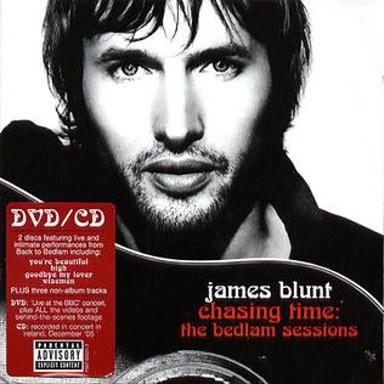 DVD/CD
2 discs featuring live and
intimate performances from
Back to Bedlam including:
you're beautiful
high
goodbye my lover
wisemen
PLUS three non-album tracks
DVD: 'Live at the BBC' concert,
plus ALL the videos and
behind-the-scenes footage
CD: recorded in concert in
Ireland, December '05
PARENTAL
ADVISORY
EXPLICIT CONTENT
james blunt
chasing time:
the bedlam sessions